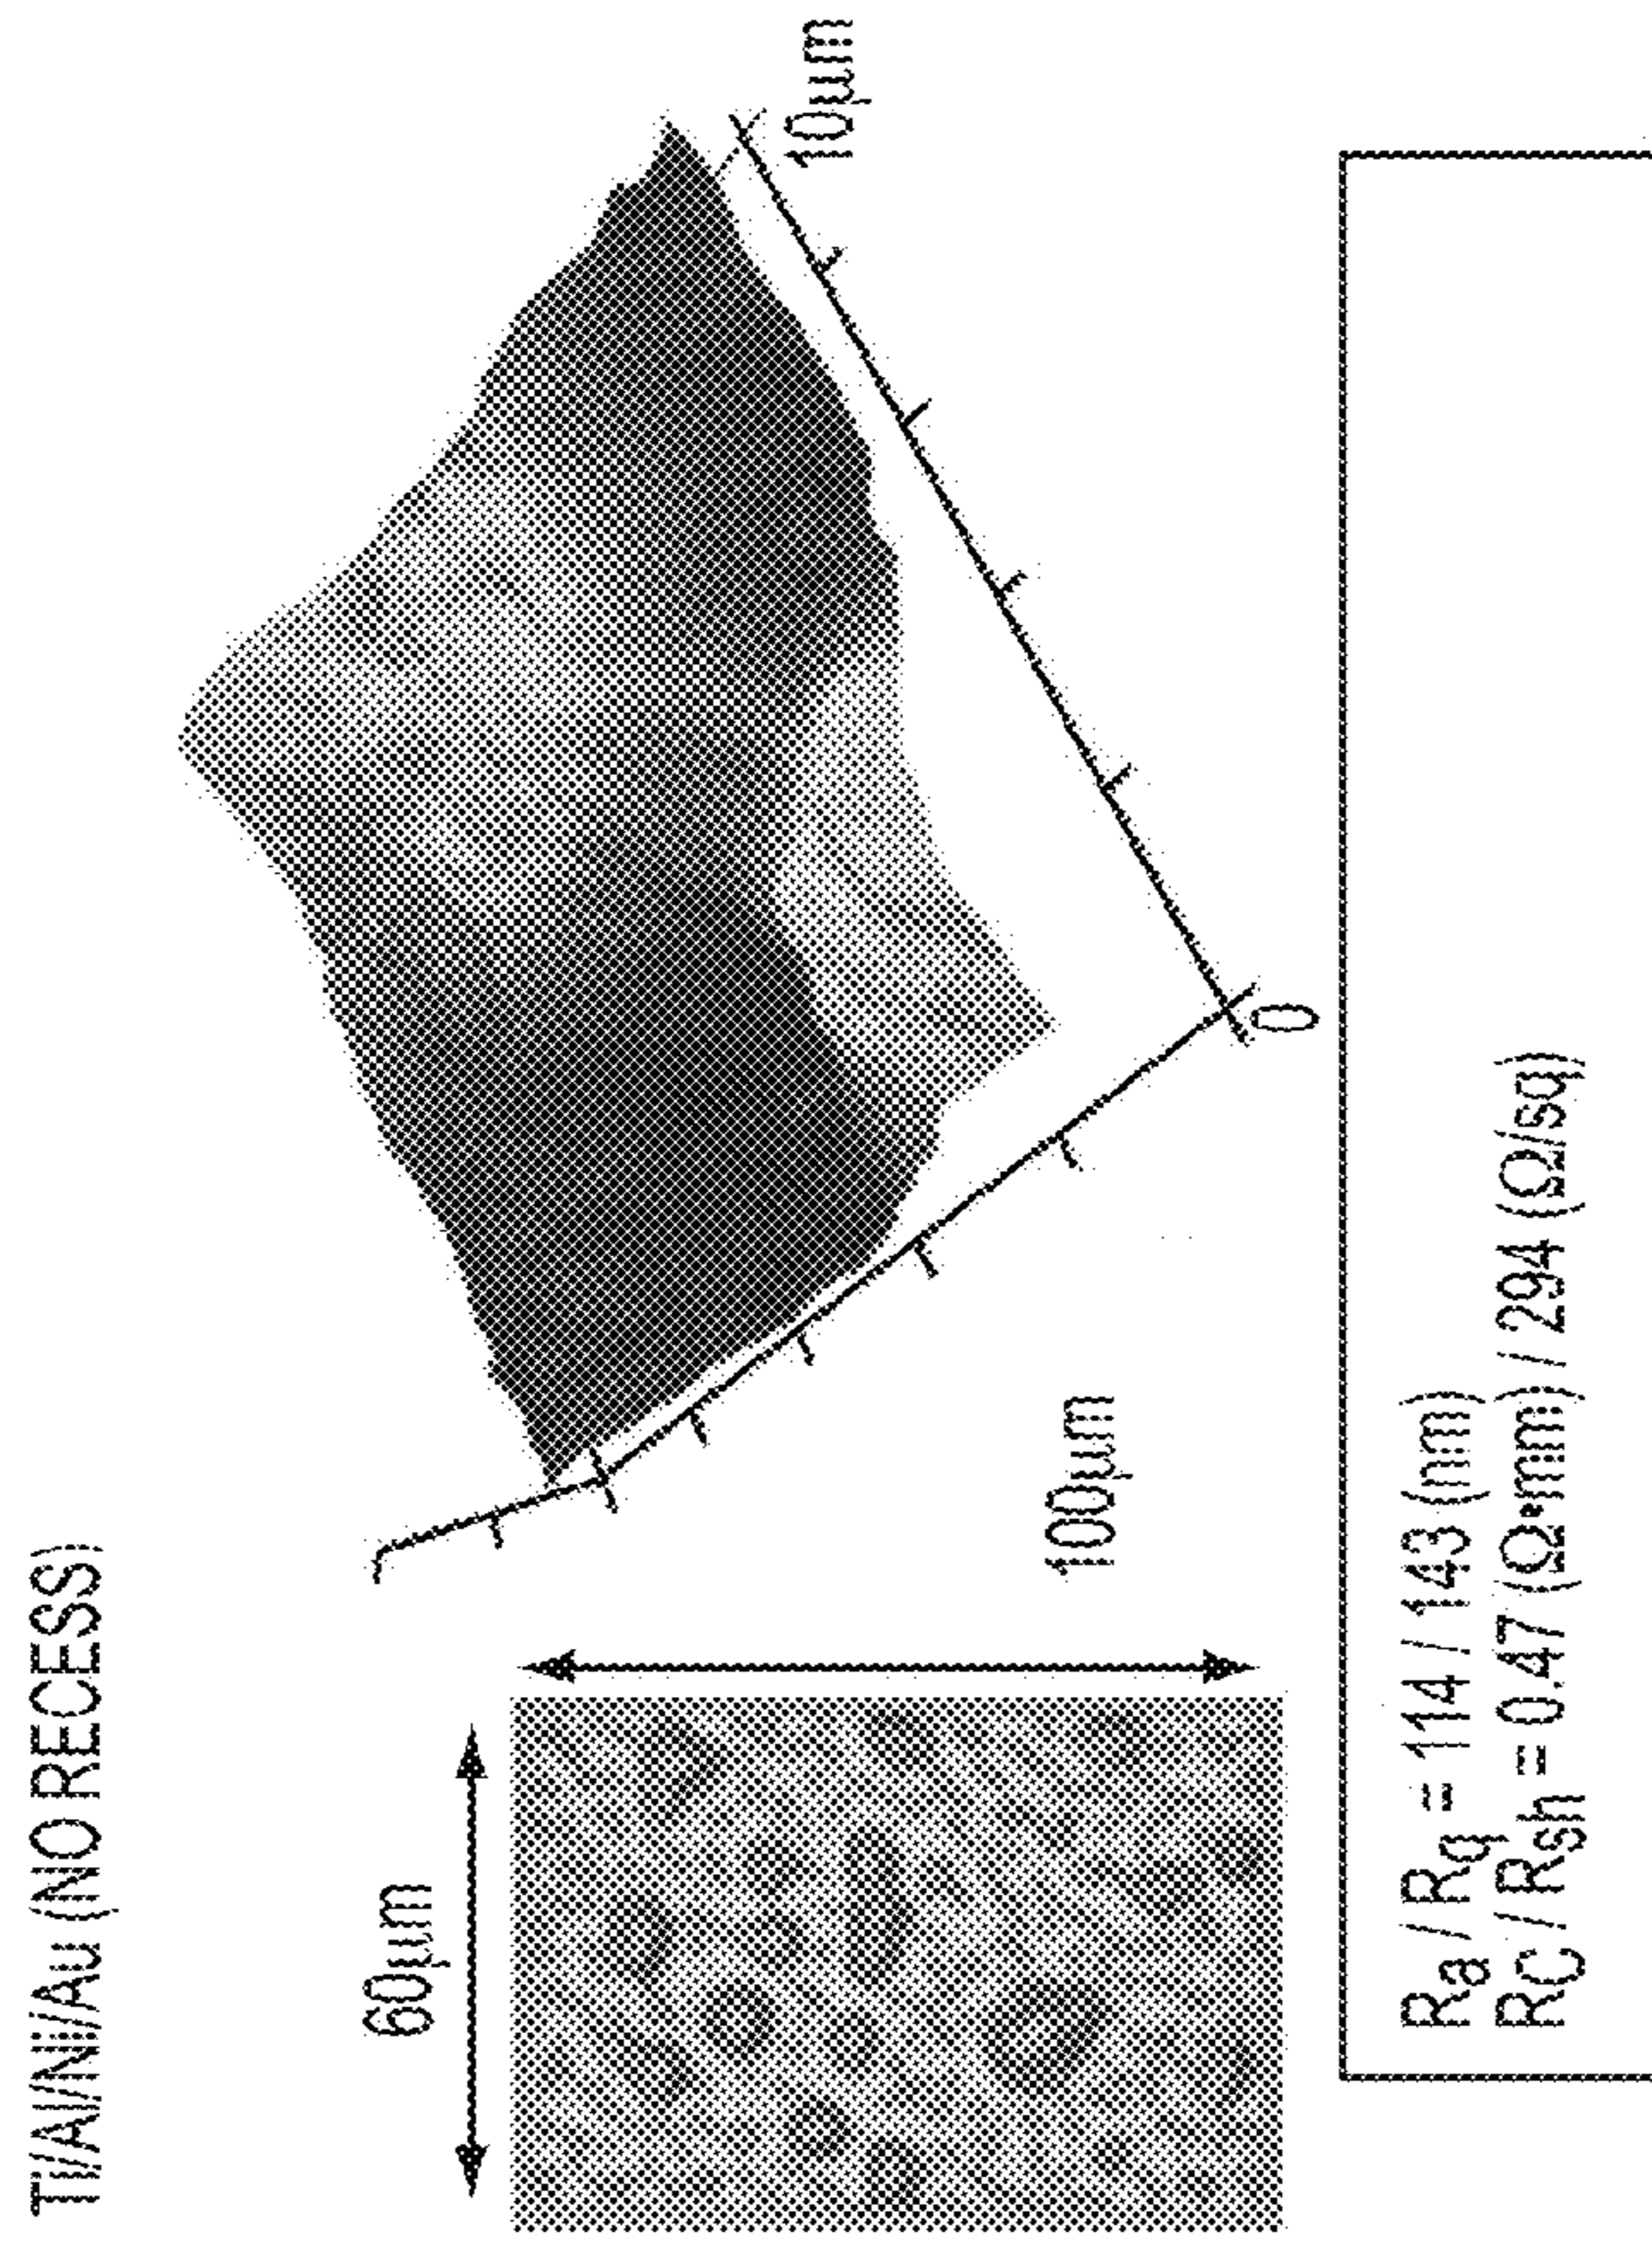 Ti/Al/Ni/Au (NO RECESS)
60μm
100μm
0
10μm
Ra / Rq = 114 / 143 (nm)
RC / Rsh = 0.47 (Ω•mm) / 294 (Ω/sq)